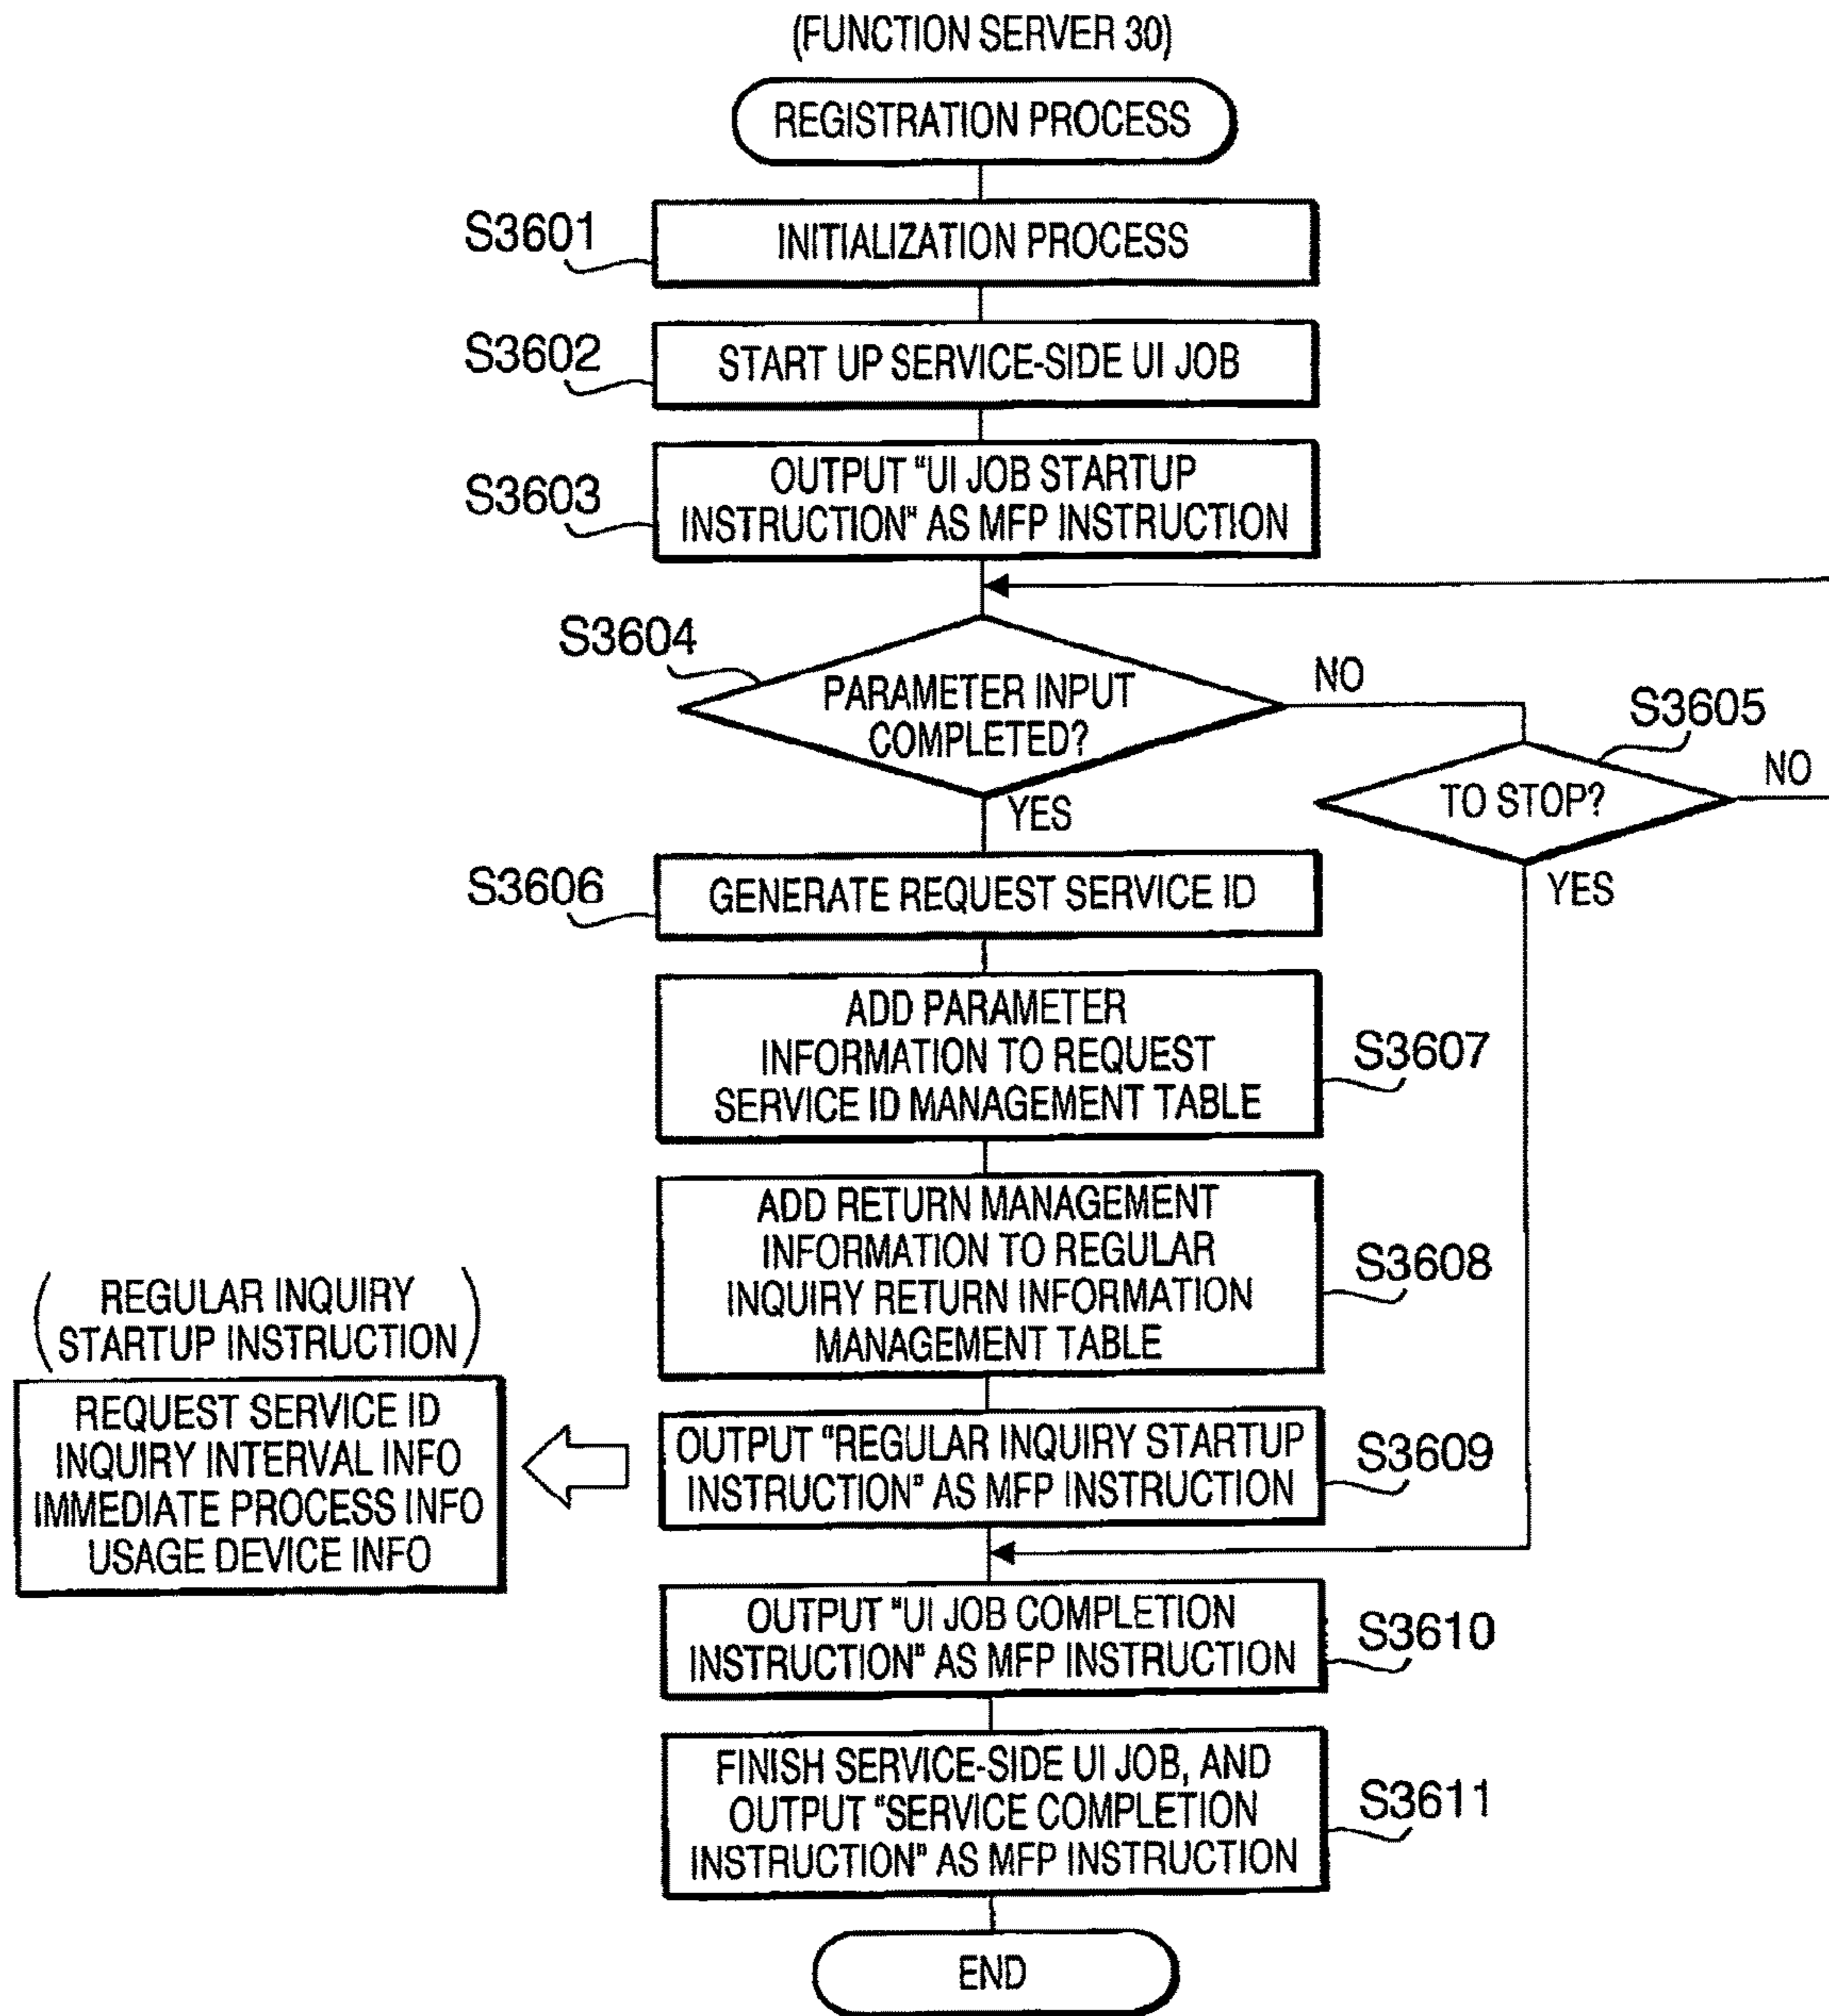 (FUNCTION SERVER 30)
REGISTRATION PROCESS
S3601
INITIALIZATION PROCESS
S3602
START UP SERVICE-SIDE UI JOB
S3603
OUTPUT "UI JOB STARTUP
INSTRUCTION" AS MFP INSTRUCTION
S3604
PARAMETER INPUT
COMPLETED?
NO
YES
S3605
TO STOP?
NO
YES
S3606
GENERATE REQUEST SERVICE ID
ADD PARAMETER
INFORMATION TO REQUEST
SERVICE ID MANAGEMENT TABLE
S3607
ADD RETURN MANAGEMENT
INFORMATION TO REGULAR
INQUIRY RETURN INFORMATION
MANAGEMENT TABLE
S3608
(REGULAR INQUIRY
STARTUP INSTRUCTION)
REQUEST SERVICE ID
INQUIRY INTERVAL INFO
IMMEDIATE PROCESS INFO
USAGE DEVICE INFO
OUTPUT "REGULAR INQUIRY STARTUP
INSTRUCTION" AS MFP INSTRUCTION
S3609
OUTPUT "UI JOB COMPLETION
INSTRUCTION" AS MFP INSTRUCTION
S3610
FINISH SERVICE-SIDE UI JOB, AND
OUTPUT "SERVICE COMPLETION
INSTRUCTION" AS MFP INSTRUCTION
S3611
END